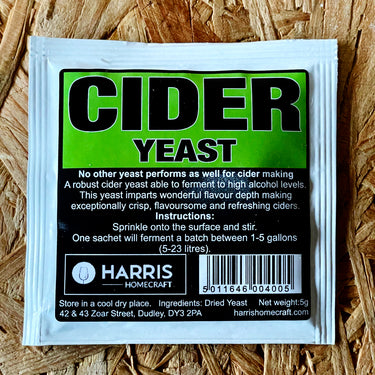 CIDER
YEAST
No other yeast performs as well for cider making
A robust cider yeast able to ferment to high alcohol levels.
This yeast imparts wonderful flavour depth making
exceptionally crisp, flavoursome and refreshing ciders.
Instructions:
Sprinkle onto the surface and stir.
One sachet will ferment a batch between 1-5 gallons
(5-23 litres).
HARRIS
HOMECRAFT
5011646 004005
Store in a cool dry place. Ingredients: Dried Yeast Net weight:5g
42 & 43 Zoar Street, Dudley, DY3 2PA harrishomecraft.com